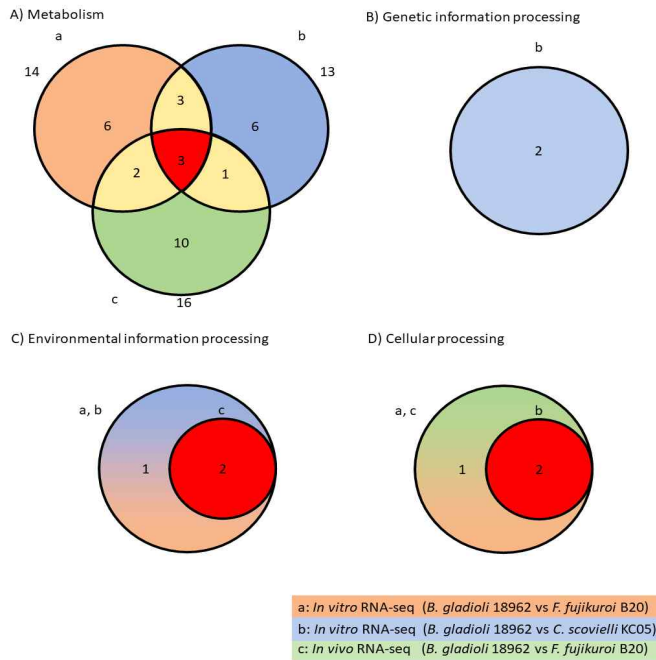 A) Metabolism
B) Genetic information processing
a
b
b
14
13
3
6
6
2
3
2
1
10
c
16
C) Environmental information processing
D) Cellular processing
a, b
c
a, c
b
1
2
1
2
a: In vitro RNA-seq (B. gladioli 18962 vs F. fujikuroi B20)
b: In vitro RNA-seq (B. gladioli 18962 vs C. scovielli KC05)
c: In vivo RNA-seq (B. gladioli 18962 vs F. fujikuroi B20)